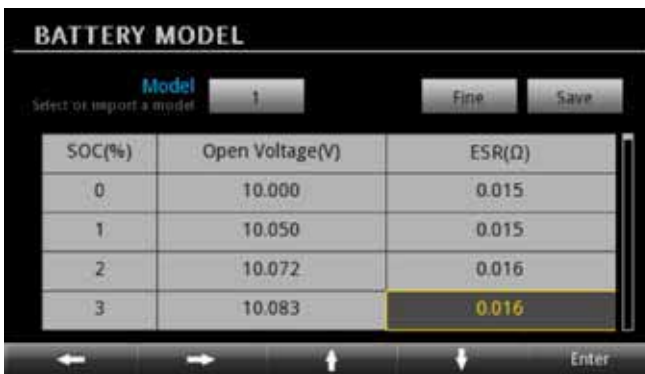 BATTERY MODEL
Model
Select or import a model
1
Fine
Save
SOC(%) Open Voltage(V) ESR(Ω)
0 10.000 0.015
1 10.050 0.015
2 10.072 0.016
3 10.083 0.016
Enter